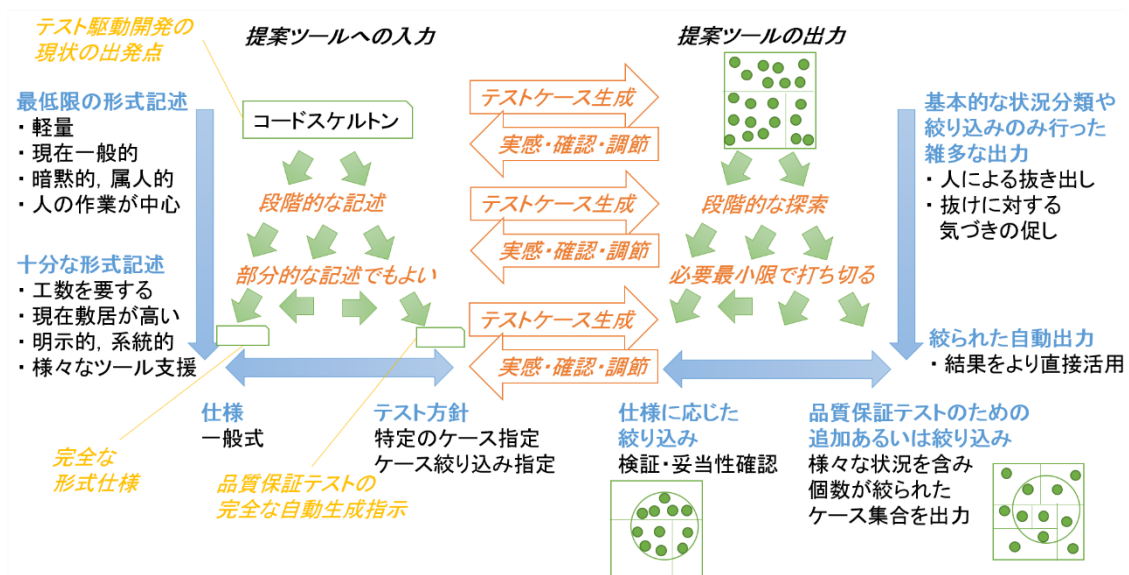 テスト駆動開発の
現状の出発点
提案ツールへの入力
提案ツールの出力
最低限の形式記述
・軽量
・現在一般的
・暗黙的, 属人的
・人の作業が中心
コードスケルトン
段階的な記述
部分的な記述でもよい
十分な形式記述
・工数を要する
・現在敷居が高い
・明示的, 系統的
・様々なツール支援
テストケース生成
実感・確認・調節
テストケース生成
実感・確認・調節
テストケース生成
実感・確認・調節
段階的な探索
必要最小限で打ち切る
基本的な状況分類や
絞り込みのみ行った
雑多な出力
・人による抜き出し
・抜けに対する
気づきの促し
絞られた自動出力
・結果をより直接活用
仕様
一般式
テスト方針
特定のケース指定
ケース絞り込み指定
完全な
形式仕様
品質保証テストの
完全な自動生成指示
仕様に応じた
絞り込み
検証・妥当性確認
品質保証テストのための
追加あるいは絞り込み
様々な状況を含み
個数が絞られた
ケース集合を出力